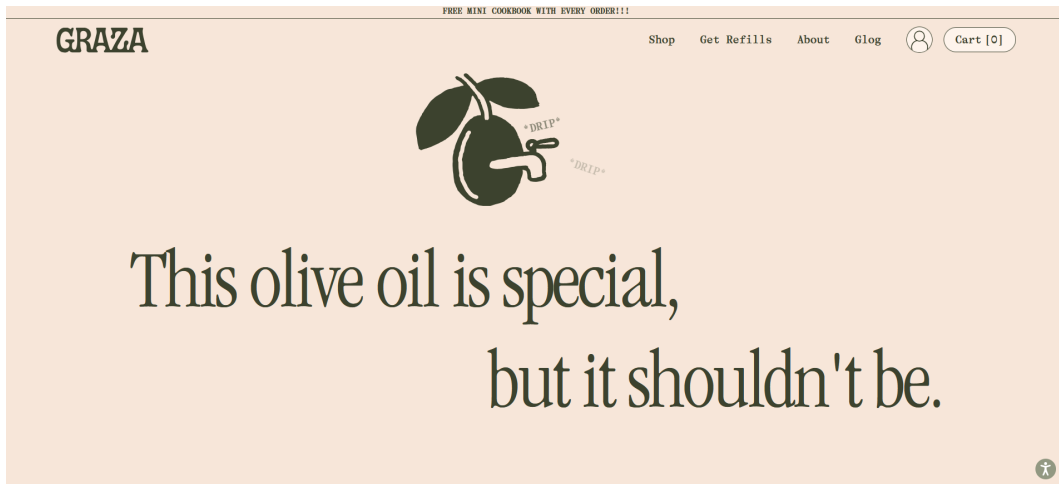 FREE MINI COOKBOOK WITH EVERY ORDER!!!
GRAZA
Shop Get Refills About Glog Cart [0]
*DRIP*
*DRIP*
This olive oil is special,
but it shouldn't be.